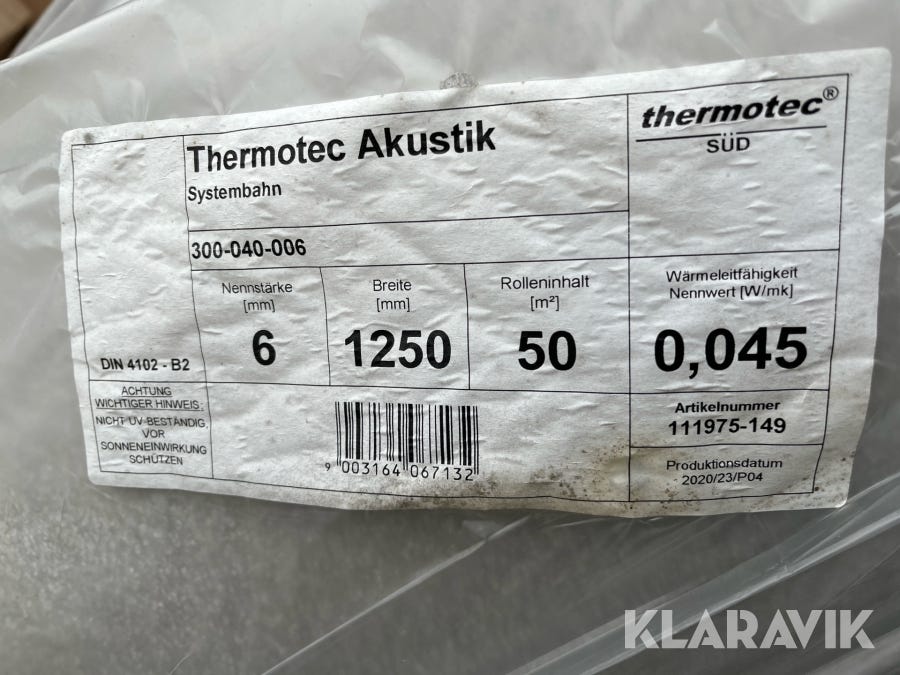 Thermotec Akustik
Systembahn
thermotec®
SÜD
300-040-006
Nennstärke
[mm]
6
Breite
[mm]
1250
Rolleninhalt
[m²]
50
Wärmeleitfähigkeit
Nennwert [W/mk]
0,045
DIN 4102 - B2
ACHTUNG
WICHTIGER HINWEIS:
NICHT UV-BESTÄNDIG,
VOR
SONNENEINWIRKUNG
SCHÜTZEN
9 003164 067132
Artikelnummer
111975-149
Produktionsdatum
2020/23/P04
KLARAVIK